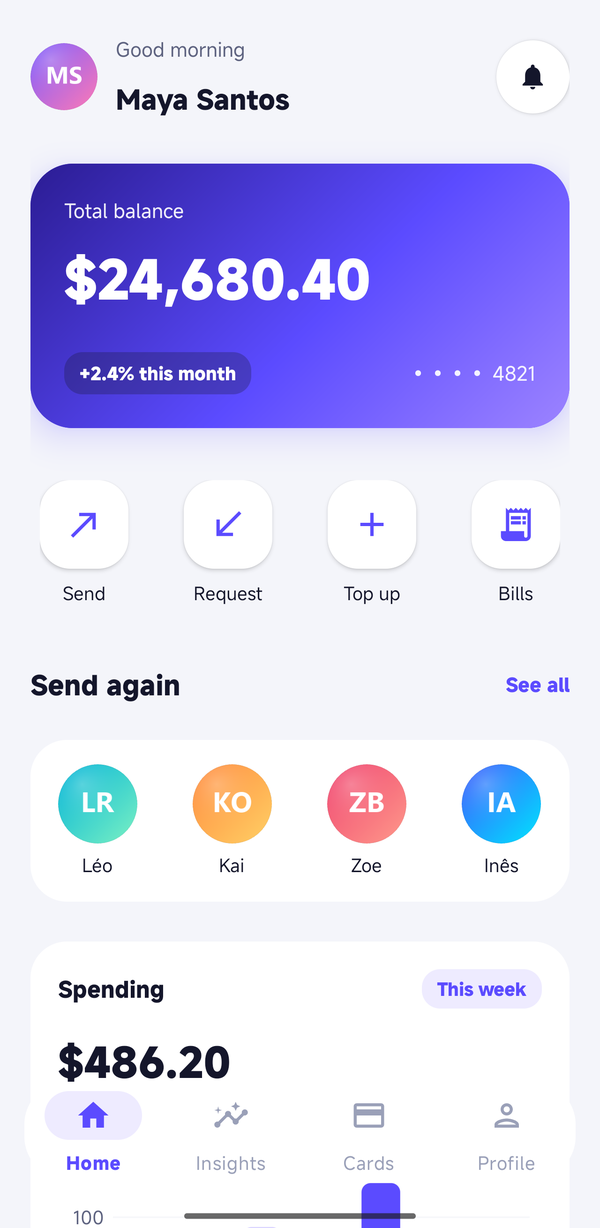 MS
Good morning
Maya Santos
Total balance
$24,680.40
+2.4% this month
• • • • 4821
Send
Request
Top up
Bills
Send again
See all
LR
KO
ZB
IA
Léo
Kai
Zoe
Inês
Spending
This week
$486.20
Home
Insights
Cards
Profile
100